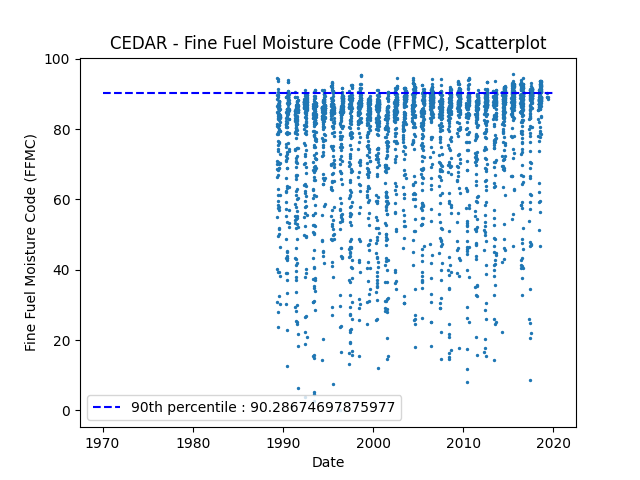 CEDAR - Fine Fuel Moisture Code (FFMC), Scatterplot
100
80
60
40
20
0
Fine Fuel Moisture Code (FFMC)
90th percentile : 90.28674697875977
1970 1980 1990 2000 2010 2020
Date